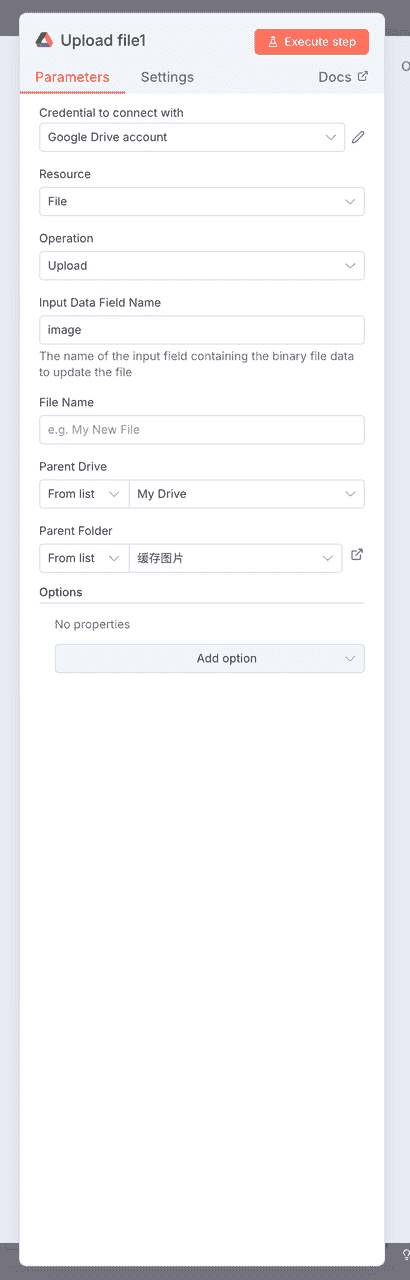 Upload file1
Execute step
Parameters
Settings
Docs
Credential to connect with
Google Drive account
Resource
File
Operation
Upload
Input Data Field Name
image
The name of the input field containing the binary file data
to update the file
File Name
e.g. My New File
Parent Drive
From list
My Drive
Parent Folder
From list
缓存图片
Options
No properties
Add option